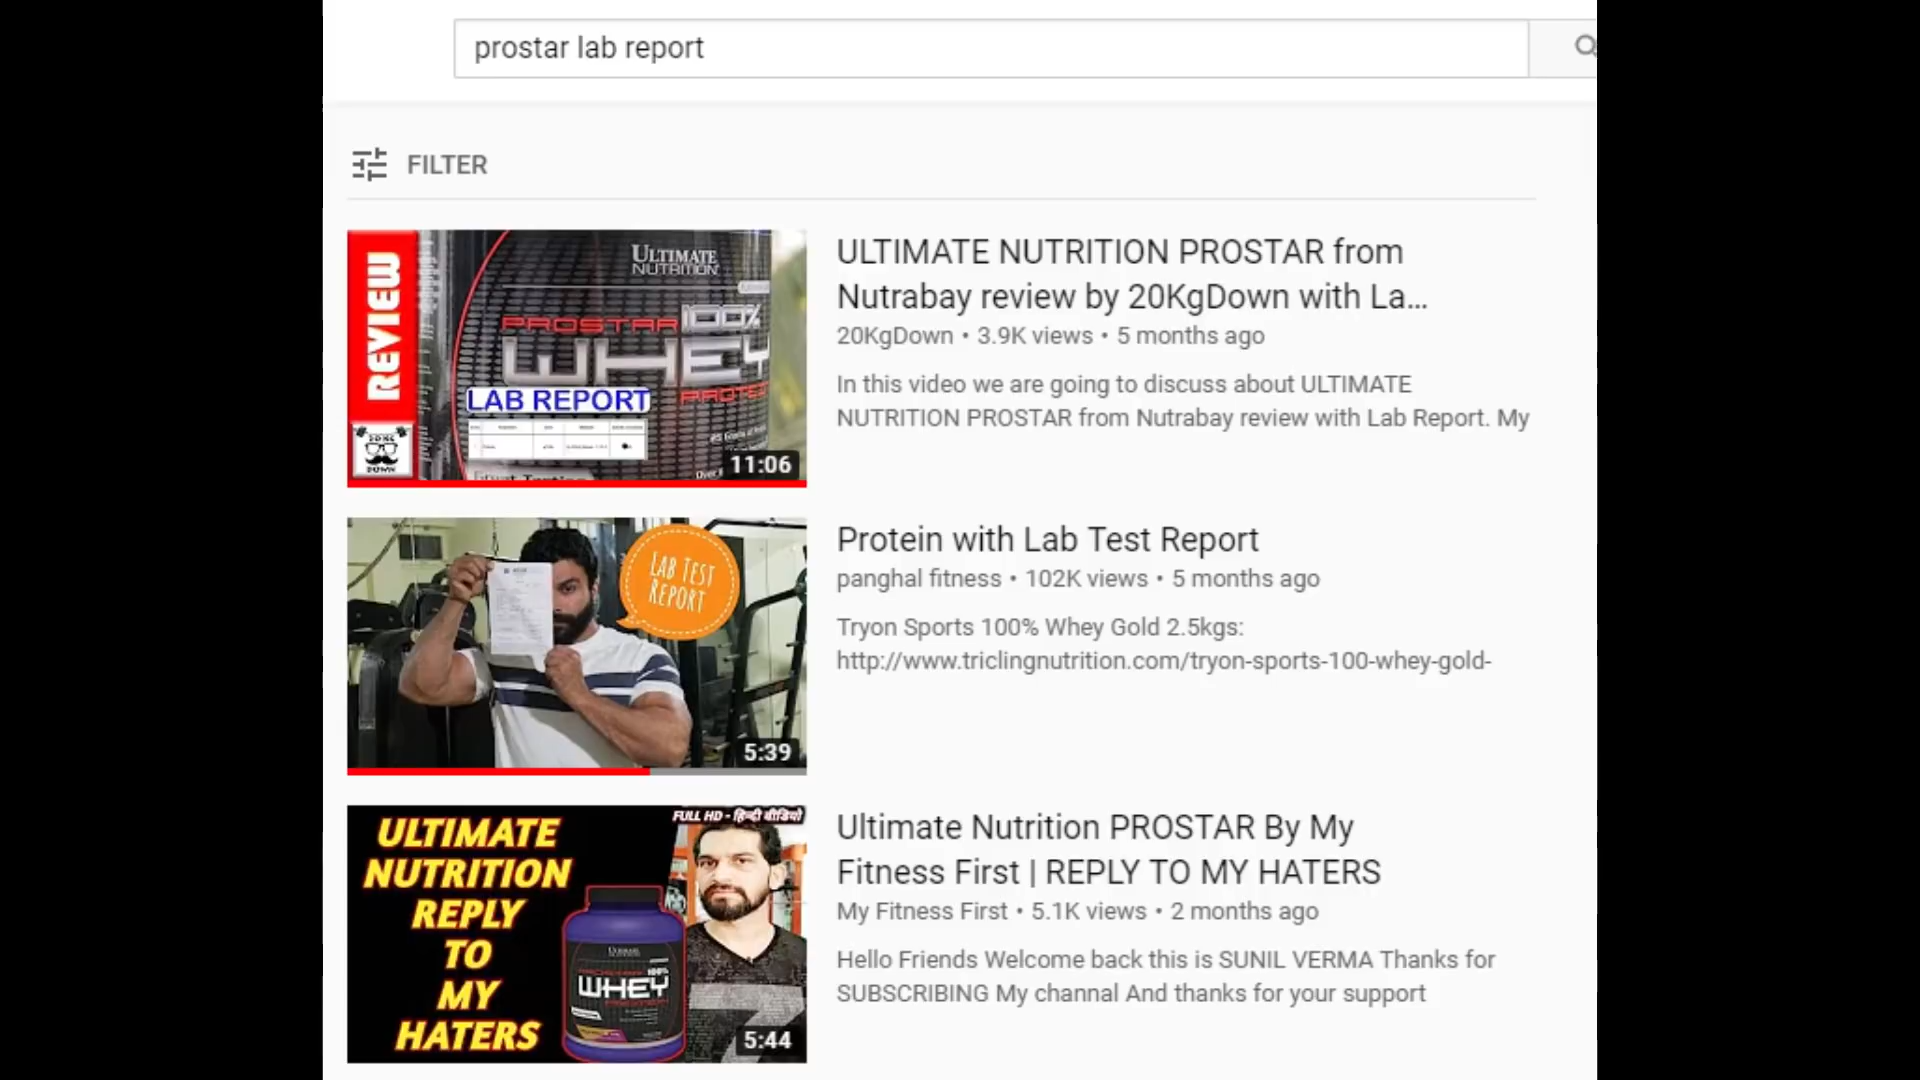 prostar lab report
FILTER
REVIEW
20 KG
DOWN
ULTIMATE
NUTRITION
PROSTAR 100%
WHEY
LAB REPORT
11:06
ULTIMATE NUTRITION PROSTAR from
Nutrabay review by 20KgDown with La...
20KgDown • 3.9K views • 5 months ago
In this video we are going to discuss about ULTIMATE
NUTRITION PROSTAR from Nutrabay review with Lab Report. My
LAB TEST
REPORT
5:39
Protein with Lab Test Report
panghal fitness • 102K views • 5 months ago
Tryon Sports 100% Whey Gold 2.5kgs:
http://www.triclingnutrition.com/tryon-sports-100-whey-gold-
FULL HD - हिन्दी वीडियो
ULTIMATE
NUTRITION
REPLY
TO
MY
HATERS
WHEY
5:44
Ultimate Nutrition PROSTAR By My
Fitness First | REPLY TO MY HATERS
My Fitness First • 5.1K views • 2 months ago
Hello Friends Welcome back this is SUNIL VERMA Thanks for
SUBSCRIBING My channal And thanks for your support